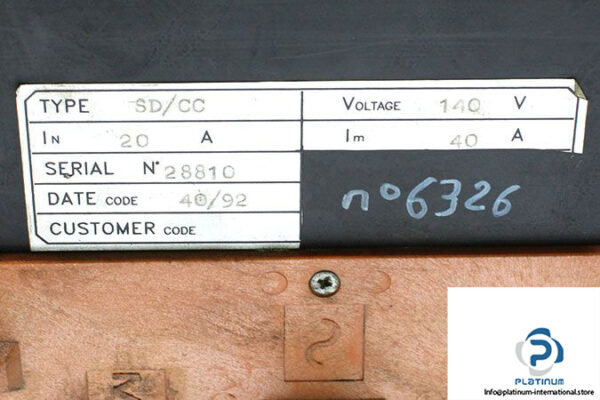 TYPE SD/CC VOLTAGE 140 V
IN 20 A Im 40 A
SERIAL N° 28810
DATE CODE 40/92
CUSTOMER CODE
nº6326
PLATINUM
Info@platinum-international.store